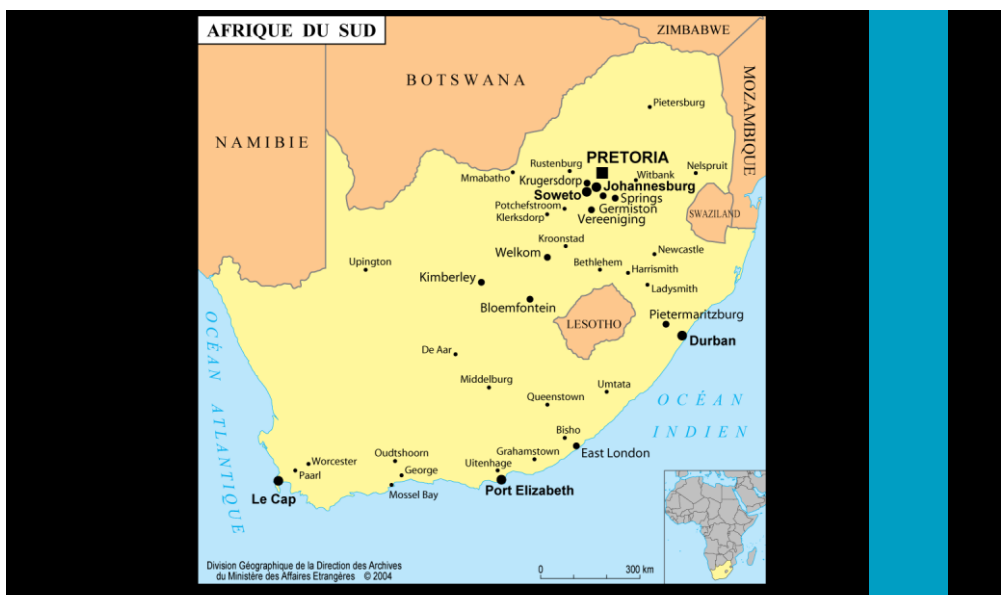 AFRIQUE DU SUD
ZIMBABWE
BOTSWANA
MOZAMBIQUE
NAMIBIE
Pietersburg
PRETORIA
Rustenburg
Nelspruit
Mmabatho
Krugersdorp
Witbank
Johannesburg
Soweto
Springs
Potchefstroom
Germiston
SWAZILAND
Klerksdorp
Vereeniging
Kroonstad
Newcastle
Welkom
Bethlehem
Harrismith
Upington
Kimberley
Ladysmith
Bloemfontein
LESOTHO
Pietermaritzburg
Durban
OCÉAN ATLANTIQUE
De Aar
Middelburg
Umtata
Queenstown
OCÉAN
INDIEN
Bisho
East London
Grahamstown
Oudtshoorn
Uitenhage
Worcester
George
Paarl
Port Elizabeth
Mossel Bay
Le Cap
Division Géographique de la Direction des Archives
du Ministère des Affaires Etrangères © 2004
0 300 km